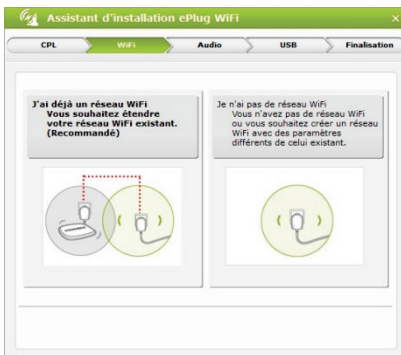 Assistant d'installation ePlug WiFi
CPL
WiFi
Audio
USB
Finalisation
J'ai déjà un réseau WiFi
Vous souhaitez étendre
votre réseau WiFi existant.
(Recommandé)
Je n'ai pas de réseau WiFi
Vous n'avez pas de réseau WiFi
ou vous souhaitez créer un réseau
WiFi avec des paramètres
différents de celui existant.